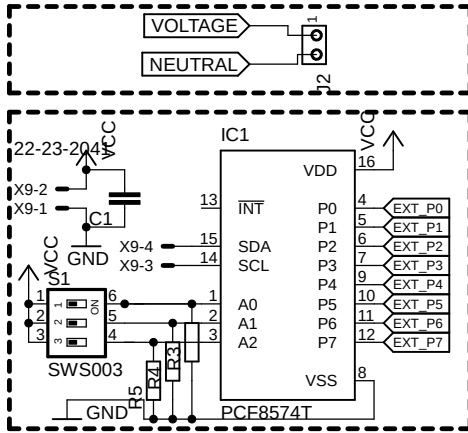 VOLTAGE
NEUTRAL
1
J2
22-23-2041
VCC
X9-2
X9-1
C1
GND
IC1
VCC
VDD 16
13 INT
X9-4 15 SDA
X9-3 14 SCL
P0 4 EXT_P0
P1 5 EXT_P1
P2 6 EXT_P2
P3 7 EXT_P3
P4 9 EXT_P4
P5 10 EXT_P5
P6 11 EXT_P6
P7 12 EXT_P7
VCC
S1
1 1 ON 6
2 2 5
3 3 4
SWS003
1 A0
2 A1
3 A2
R3
R4
R5
VSS 8
GND
PCF8574T